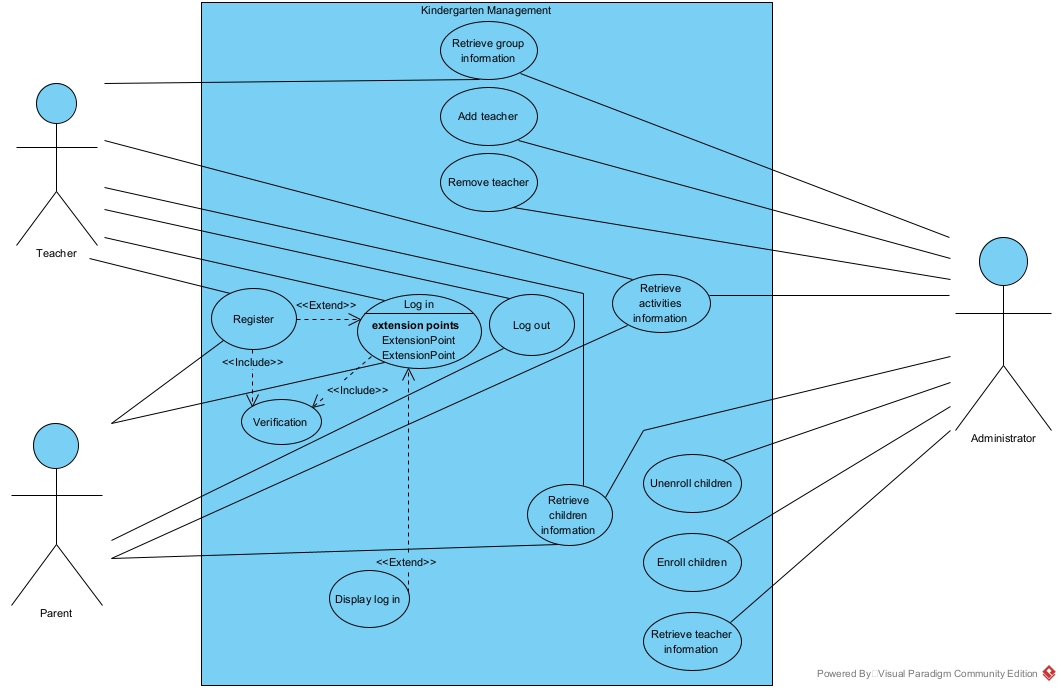 Kindergarten Management
Retrieve group
information
Add teacher
Remove teacher
Teacher
Retrieve
activities
information
<<Extend>>
Log in
extension points
ExtensionPoint
ExtensionPoint
Register
Log out
<<Include>>
<<Include>>
Verification
Administrator
Unenroll children
Retrieve
children
information
<<Extend>>
Enroll children
Display log in
Parent
Retrieve teacher
information
Powered By Visual Paradigm Community Edition